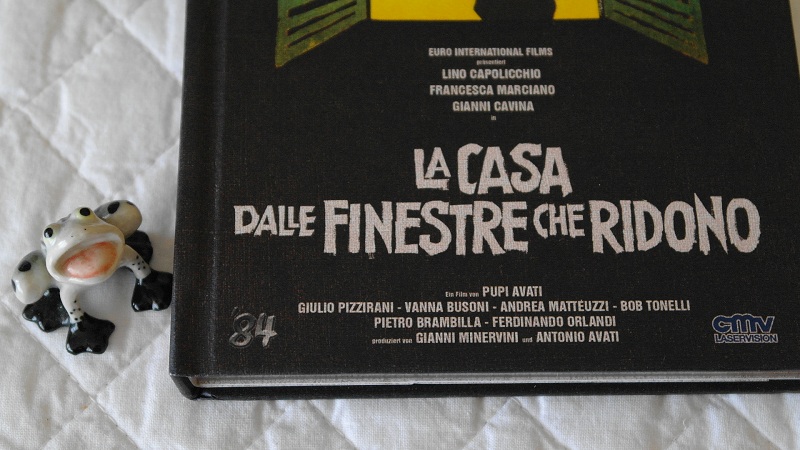 EURO INTERNATIONAL FILMS
präsentiert
LINO CAPOLICCHIO
FRANCESCA MARCIANO
GIANNI CAVINA
in
LA CASA
DALLE FINESTRE CHE RIDONO
Ein Film von PUPI AVATI
GIULIO PIZZIRANI - VANNA BUSONI - ANDREA MATTEUZZI - BOB TONELLI
PIETRO BRAMBILLA - FERDINANDO ORLANDI
produziert von GIANNI MINERVINI und ANTONIO AVATI
84
CMV
LASERVISION